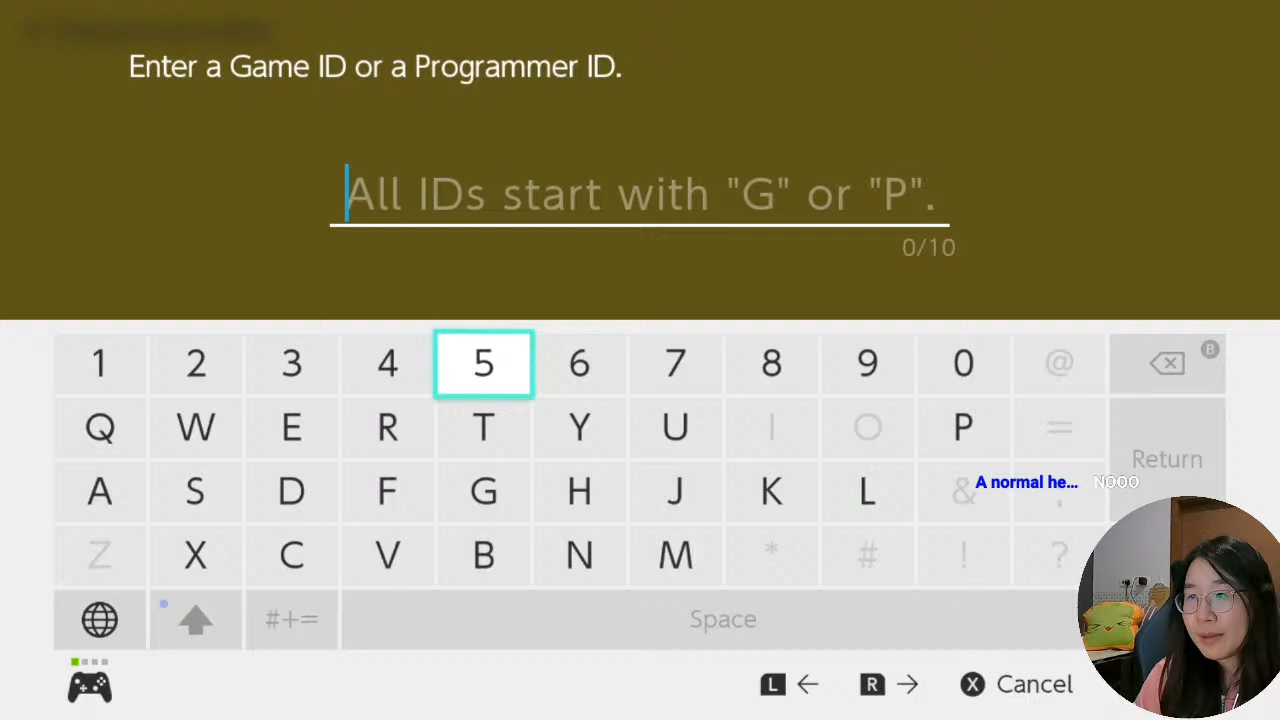 Enter a Game ID or a Programmer ID.
All IDs start with "G" or "P".
0/10
1 2 3 4 5 6 7 8 9 0 @ B
Q W E R T Y U I O P =
Return
A S D F G H J K L & '
A normal he... NOOO
Z X C V B N M * # ! ?
#+= Space
L ← R → X Cancel